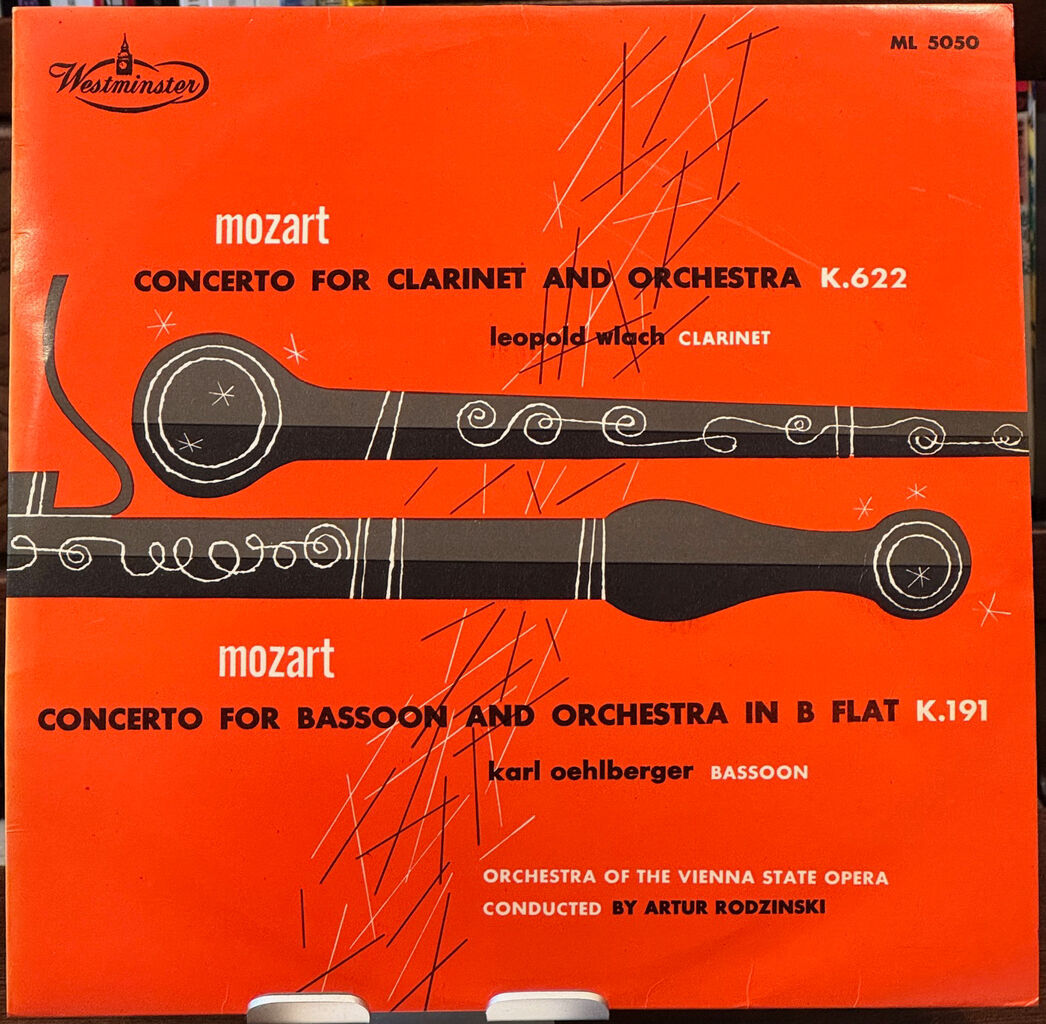 Westminster
ML 5050
mozart
CONCERTO FOR CLARINET AND ORCHESTRA K.622
leopold wlach CLARINET
mozart
CONCERTO FOR BASSOON AND ORCHESTRA IN B FLAT K.191
karl oehlberger BASSOON
ORCHESTRA OF THE VIENNA STATE OPERA
CONDUCTED BY ARTUR RODZINSKI